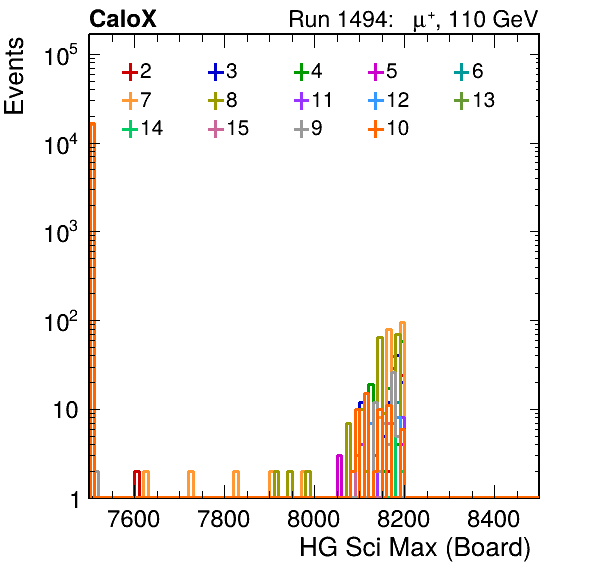 CaloX Run 1494: μ⁺, 110 GeV
Events
10⁵
10⁴
10³
10²
10
1
2 3 4 5 6
7 8 11 12 13
14 15 9 10
7600 7800 8000 8200 8400
HG Sci Max (Board)